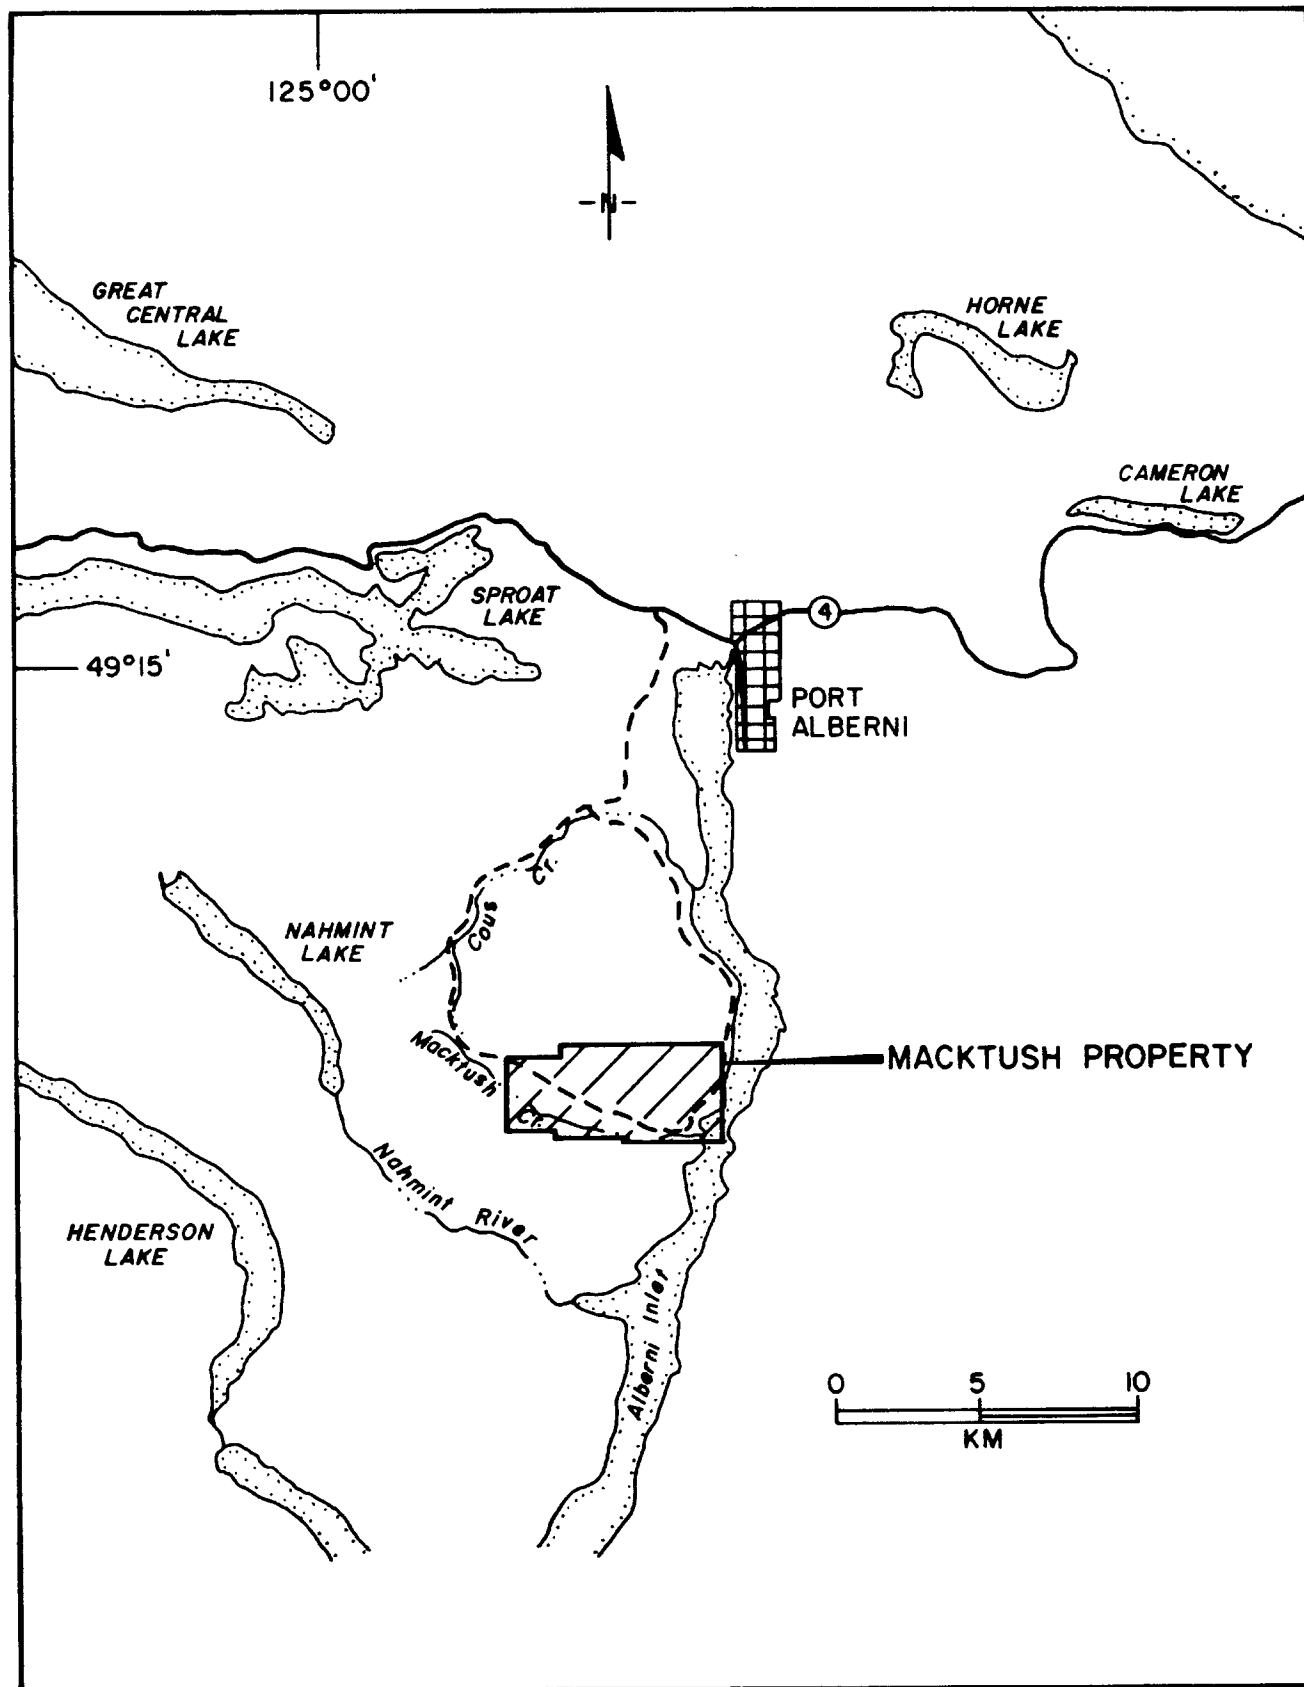 125°00'
-N-
GREAT
CENTRAL
LAKE
HORNE
LAKE
CAMERON
LAKE
SPROAT
LAKE
4
49°15'
PORT
ALBERNI
Cous Cr.
NAHMINT
LAKE
Macktush Cr.
MACKTUSH PROPERTY
Nahmint River
HENDERSON
LAKE
Alberni Inlet
0 5 10
KM